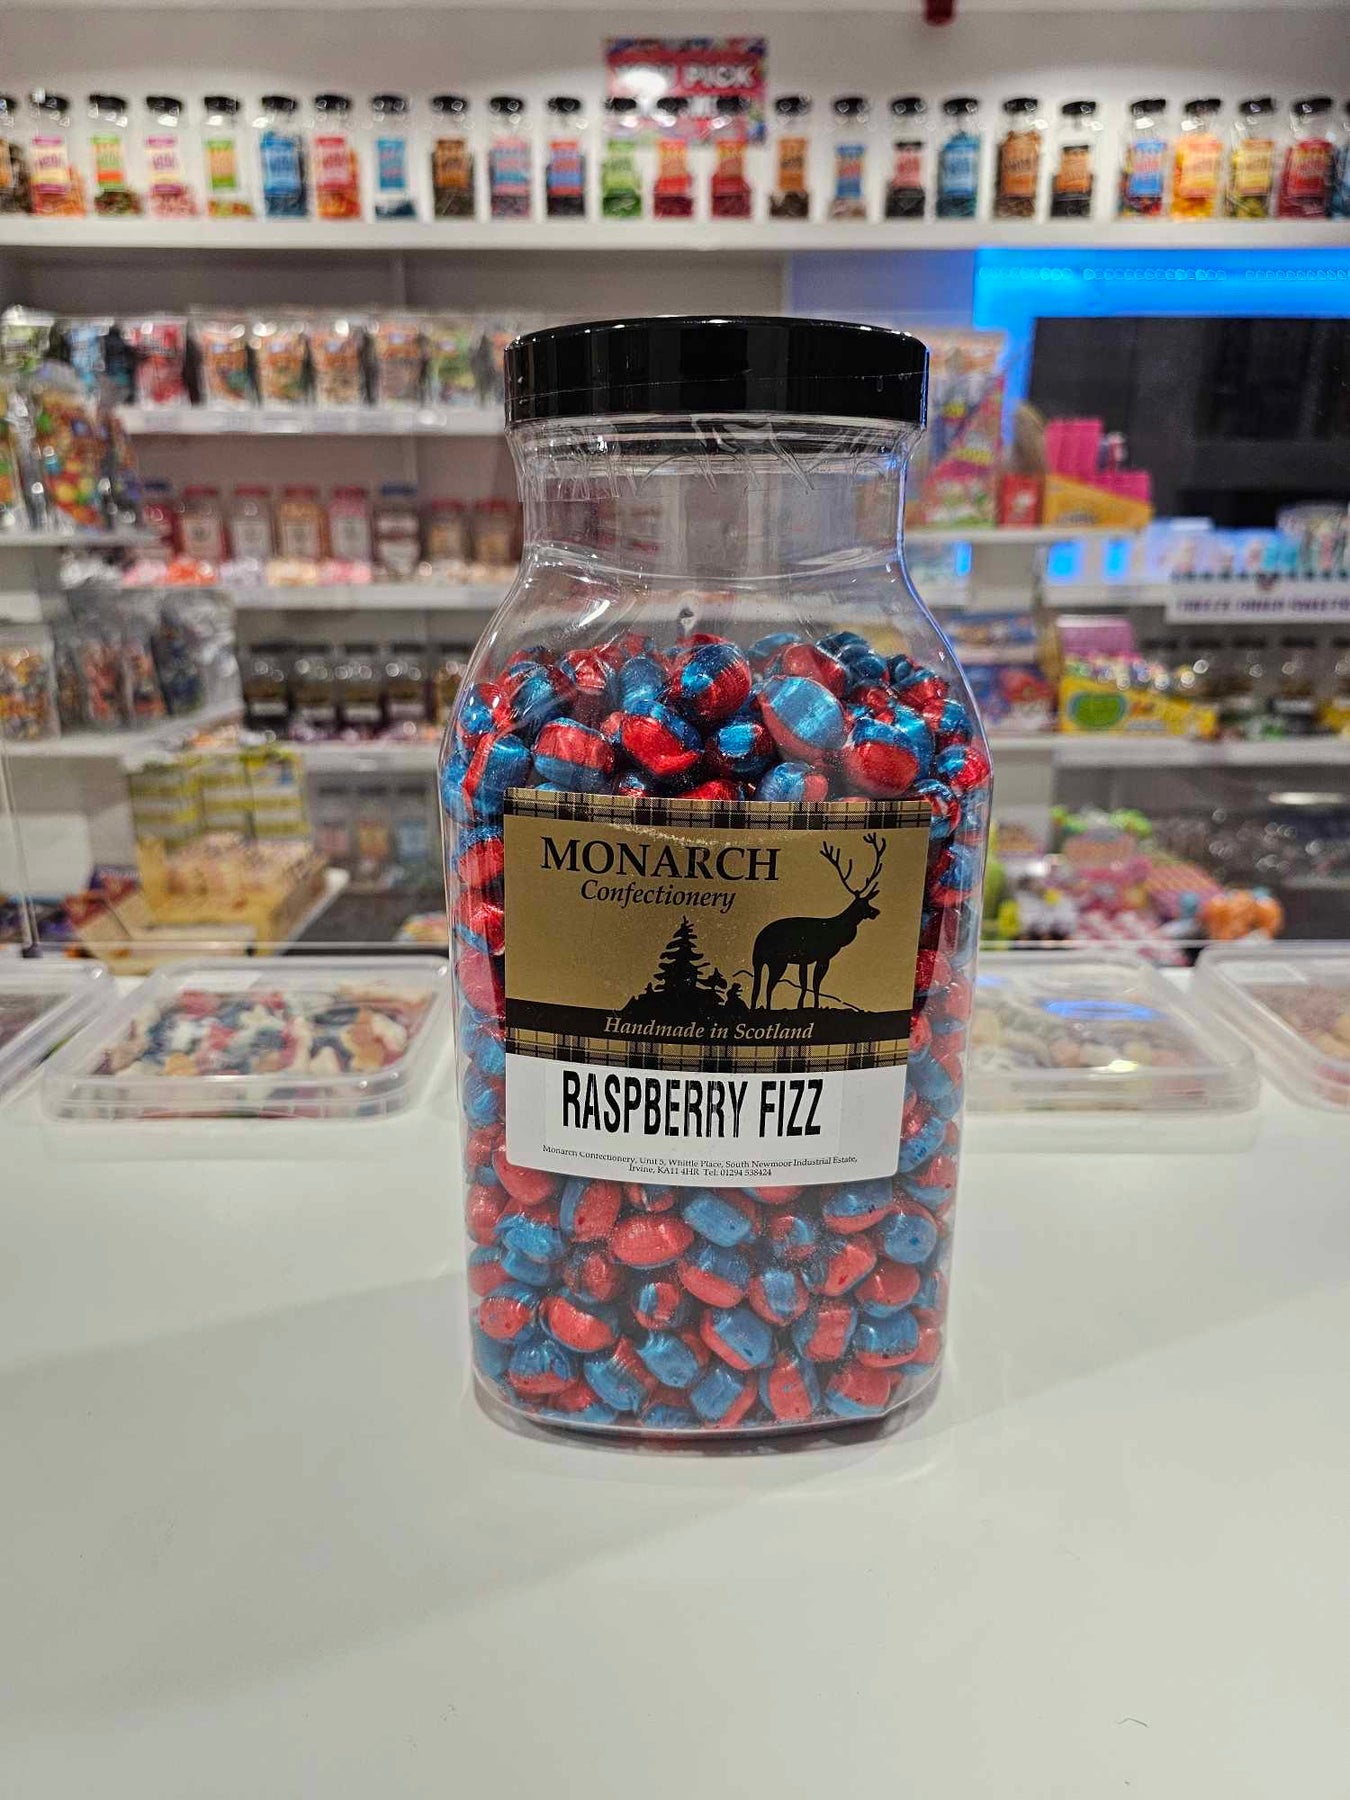 PICK
MONARCH
Confectionery
Handmade in Scotland
RASPBERRY FIZZ
Monarch Confectionery, Unit 5, Whittle Place, South Newmoor Industrial Estate,
Irvine, KA11 4HR Tel: 01294 538424